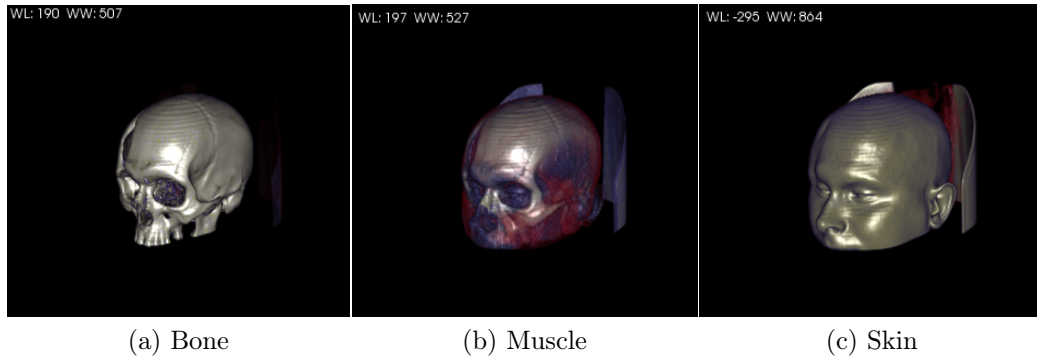 WL: 190 WW: 507
WL: 197 WW: 527
WL: -295 WW: 864
(a) Bone
(b) Muscle
(c) Skin